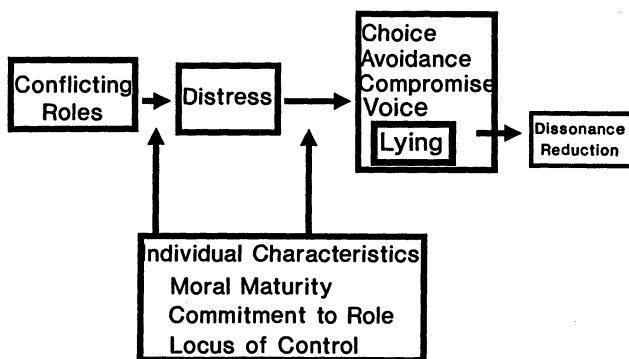 Conflicting
Roles
Distress
Choice
Avoidance
Compromise
Voice
Lying
Dissonance
Reduction
Individual Characteristics
Moral Maturity
Commitment to Role
Locus of Control